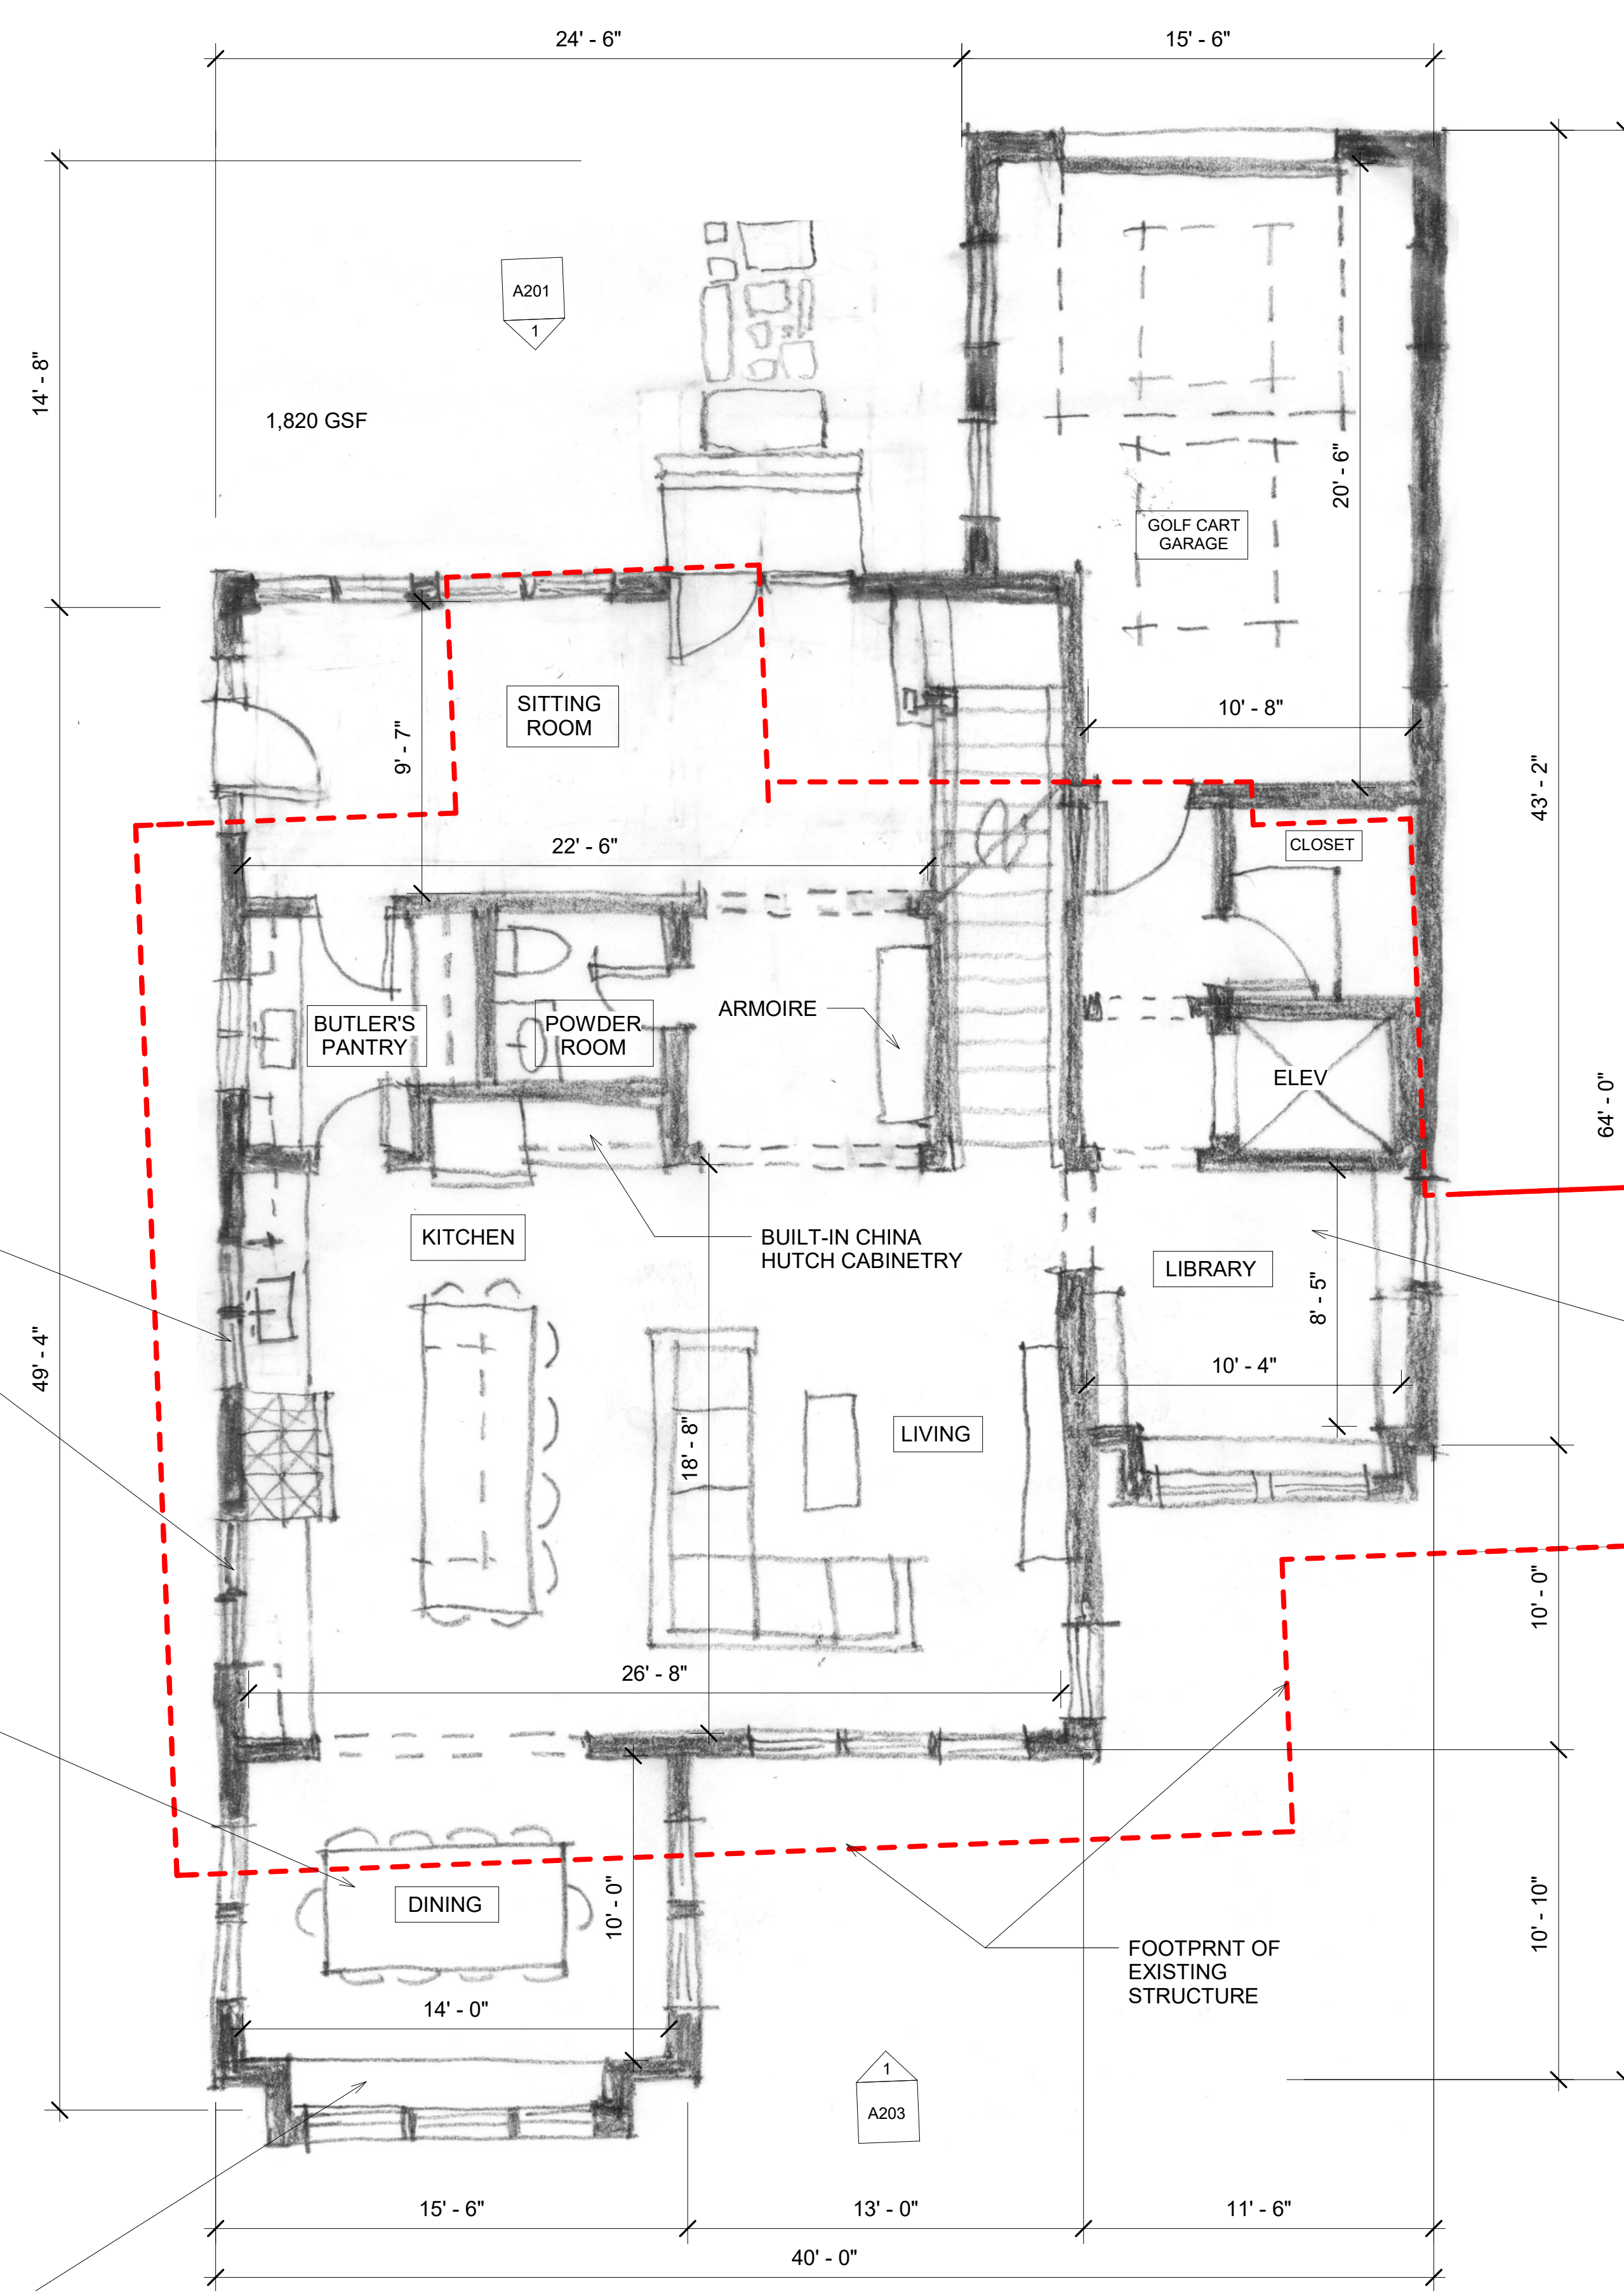 24' - 6"
15' - 6"
A201
1
14' - 8"
1,820 GSF
20' - 6"
GOLF CART
GARAGE
SITTING
ROOM
9' - 7"
10' - 8"
43' - 2"
22' - 6"
CLOSET
ARMOIRE
BUTLER'S
PANTRY
POWDER
ROOM
ELEV
64' - 0"
KITCHEN
BUILT-IN CHINA
HUTCH CABINETRY
LIBRARY
8' - 5"
49' - 4"
10' - 4"
18' - 8"
LIVING
10' - 0"
26' - 8"
DINING
10' - 0"
10' - 10"
FOOTPRNT OF
EXISTING
STRUCTURE
14' - 0"
1
A203
15' - 6"
13' - 0"
11' - 6"
40' - 0"